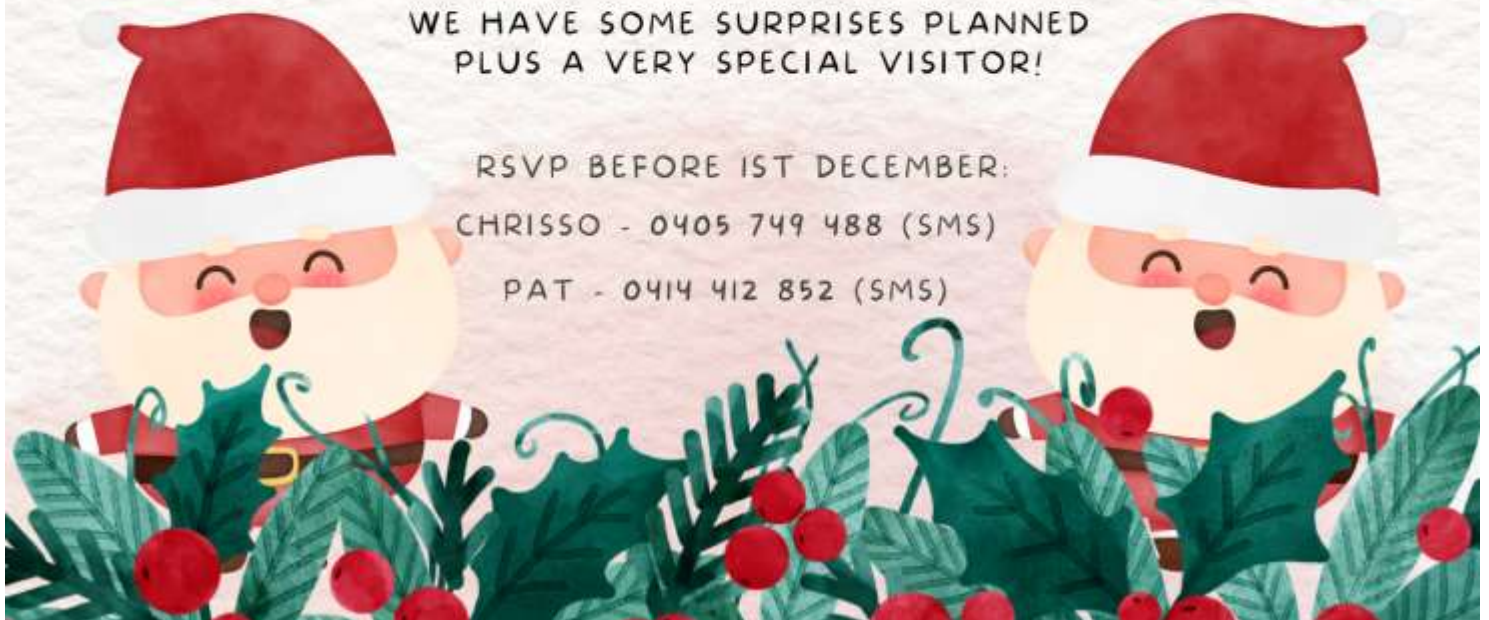 WE HAVE SOME SURPRISES PLANNED
PLUS A VERY SPECIAL VISITOR!
RSVP BEFORE 1ST DECEMBER:
CHRISSO - 0405 749 488 (SMS)
PAT - 0414 412 852 (SMS)